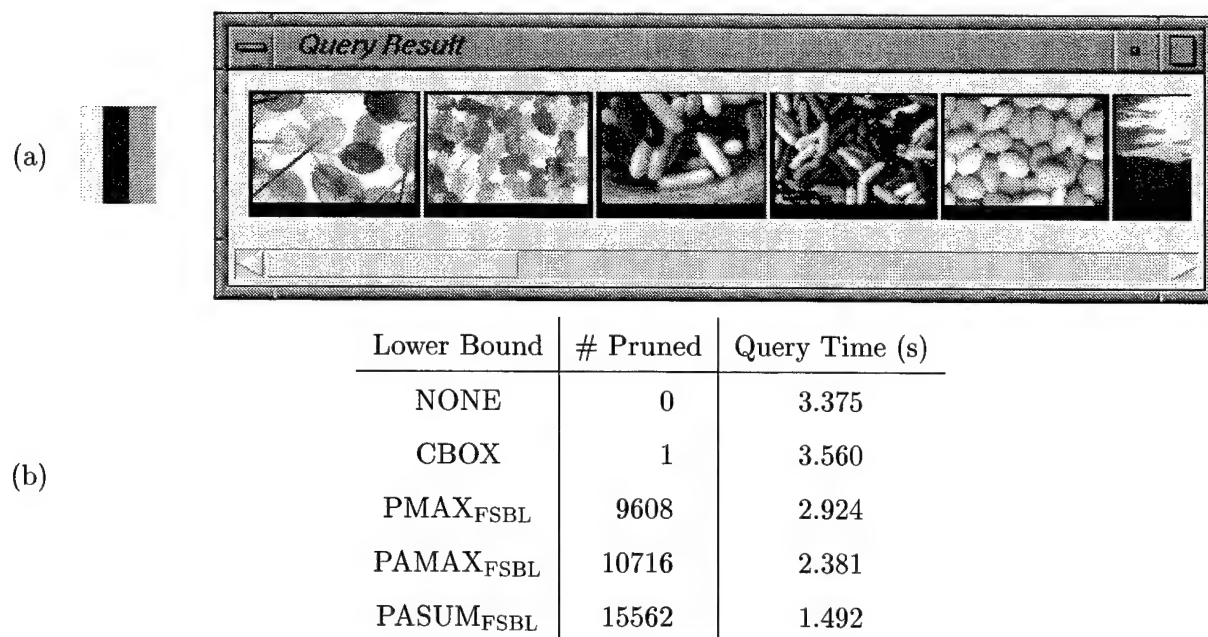 Query Result
(a)
Lower Bound # Pruned Query Time (s)
NONE 0 3.375
CBOX 1 3.560
(b)
PMAX_FSBL 9608 2.924
PAMAX_FSBL 10716 2.381
PASUM_FSBL 15562 1.492